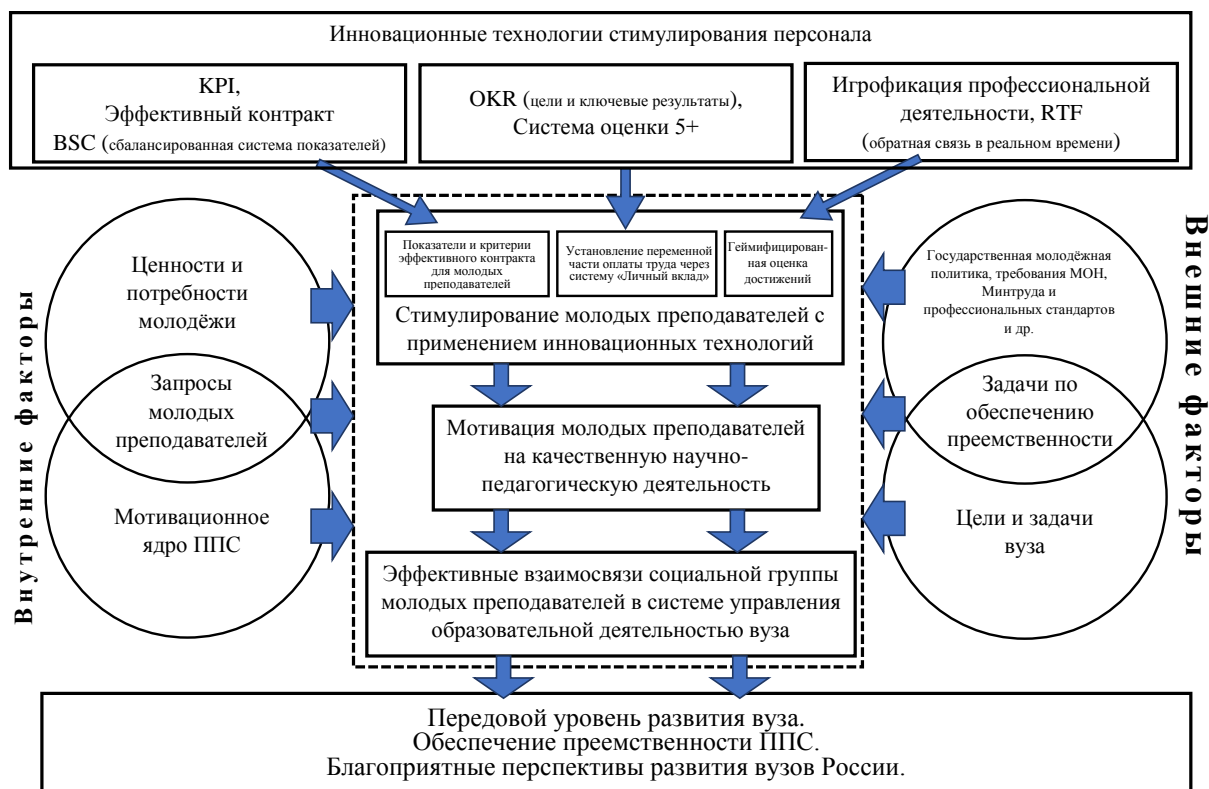 Инновационные технологии стимулирования персонала
KPI,
Эффективный контракт
BSC (сбалансированная система показателей)
OKR (цели и ключевые результаты),
Система оценки 5+
Игрофикация профессиональной
деятельности, RTF
(обратная связь в реальном времени)
Внутренние факторы
Ценности и
потребности
молодёжи
Запросы
молодых
преподавателей
Мотивационное
ядро ППС
Показатели и критерии
эффективного контракта
для молодых
преподавателей
Установление переменной
части оплаты труда через
систему «Личный вклад»
Геймифицирован-
ная оценка
достижений
Стимулирование молодых преподавателей с
применением инновационных технологий
Мотивация молодых преподавателей
на качественную научно-
педагогическую деятельность
Эффективные взаимосвязи социальной группы
молодых преподавателей в системе управления
образовательной деятельностью вуза
Государственная молодёжная
политика, требования МОН,
Минтруда и
профессиональных стандартов
и др.
Задачи по
обеспечению
преемственности
Цели и задачи
вуза
Внешние факторы
Передовой уровень развития вуза.
Обеспечение преемственности ППС.
Благоприятные перспективы развития вузов России.